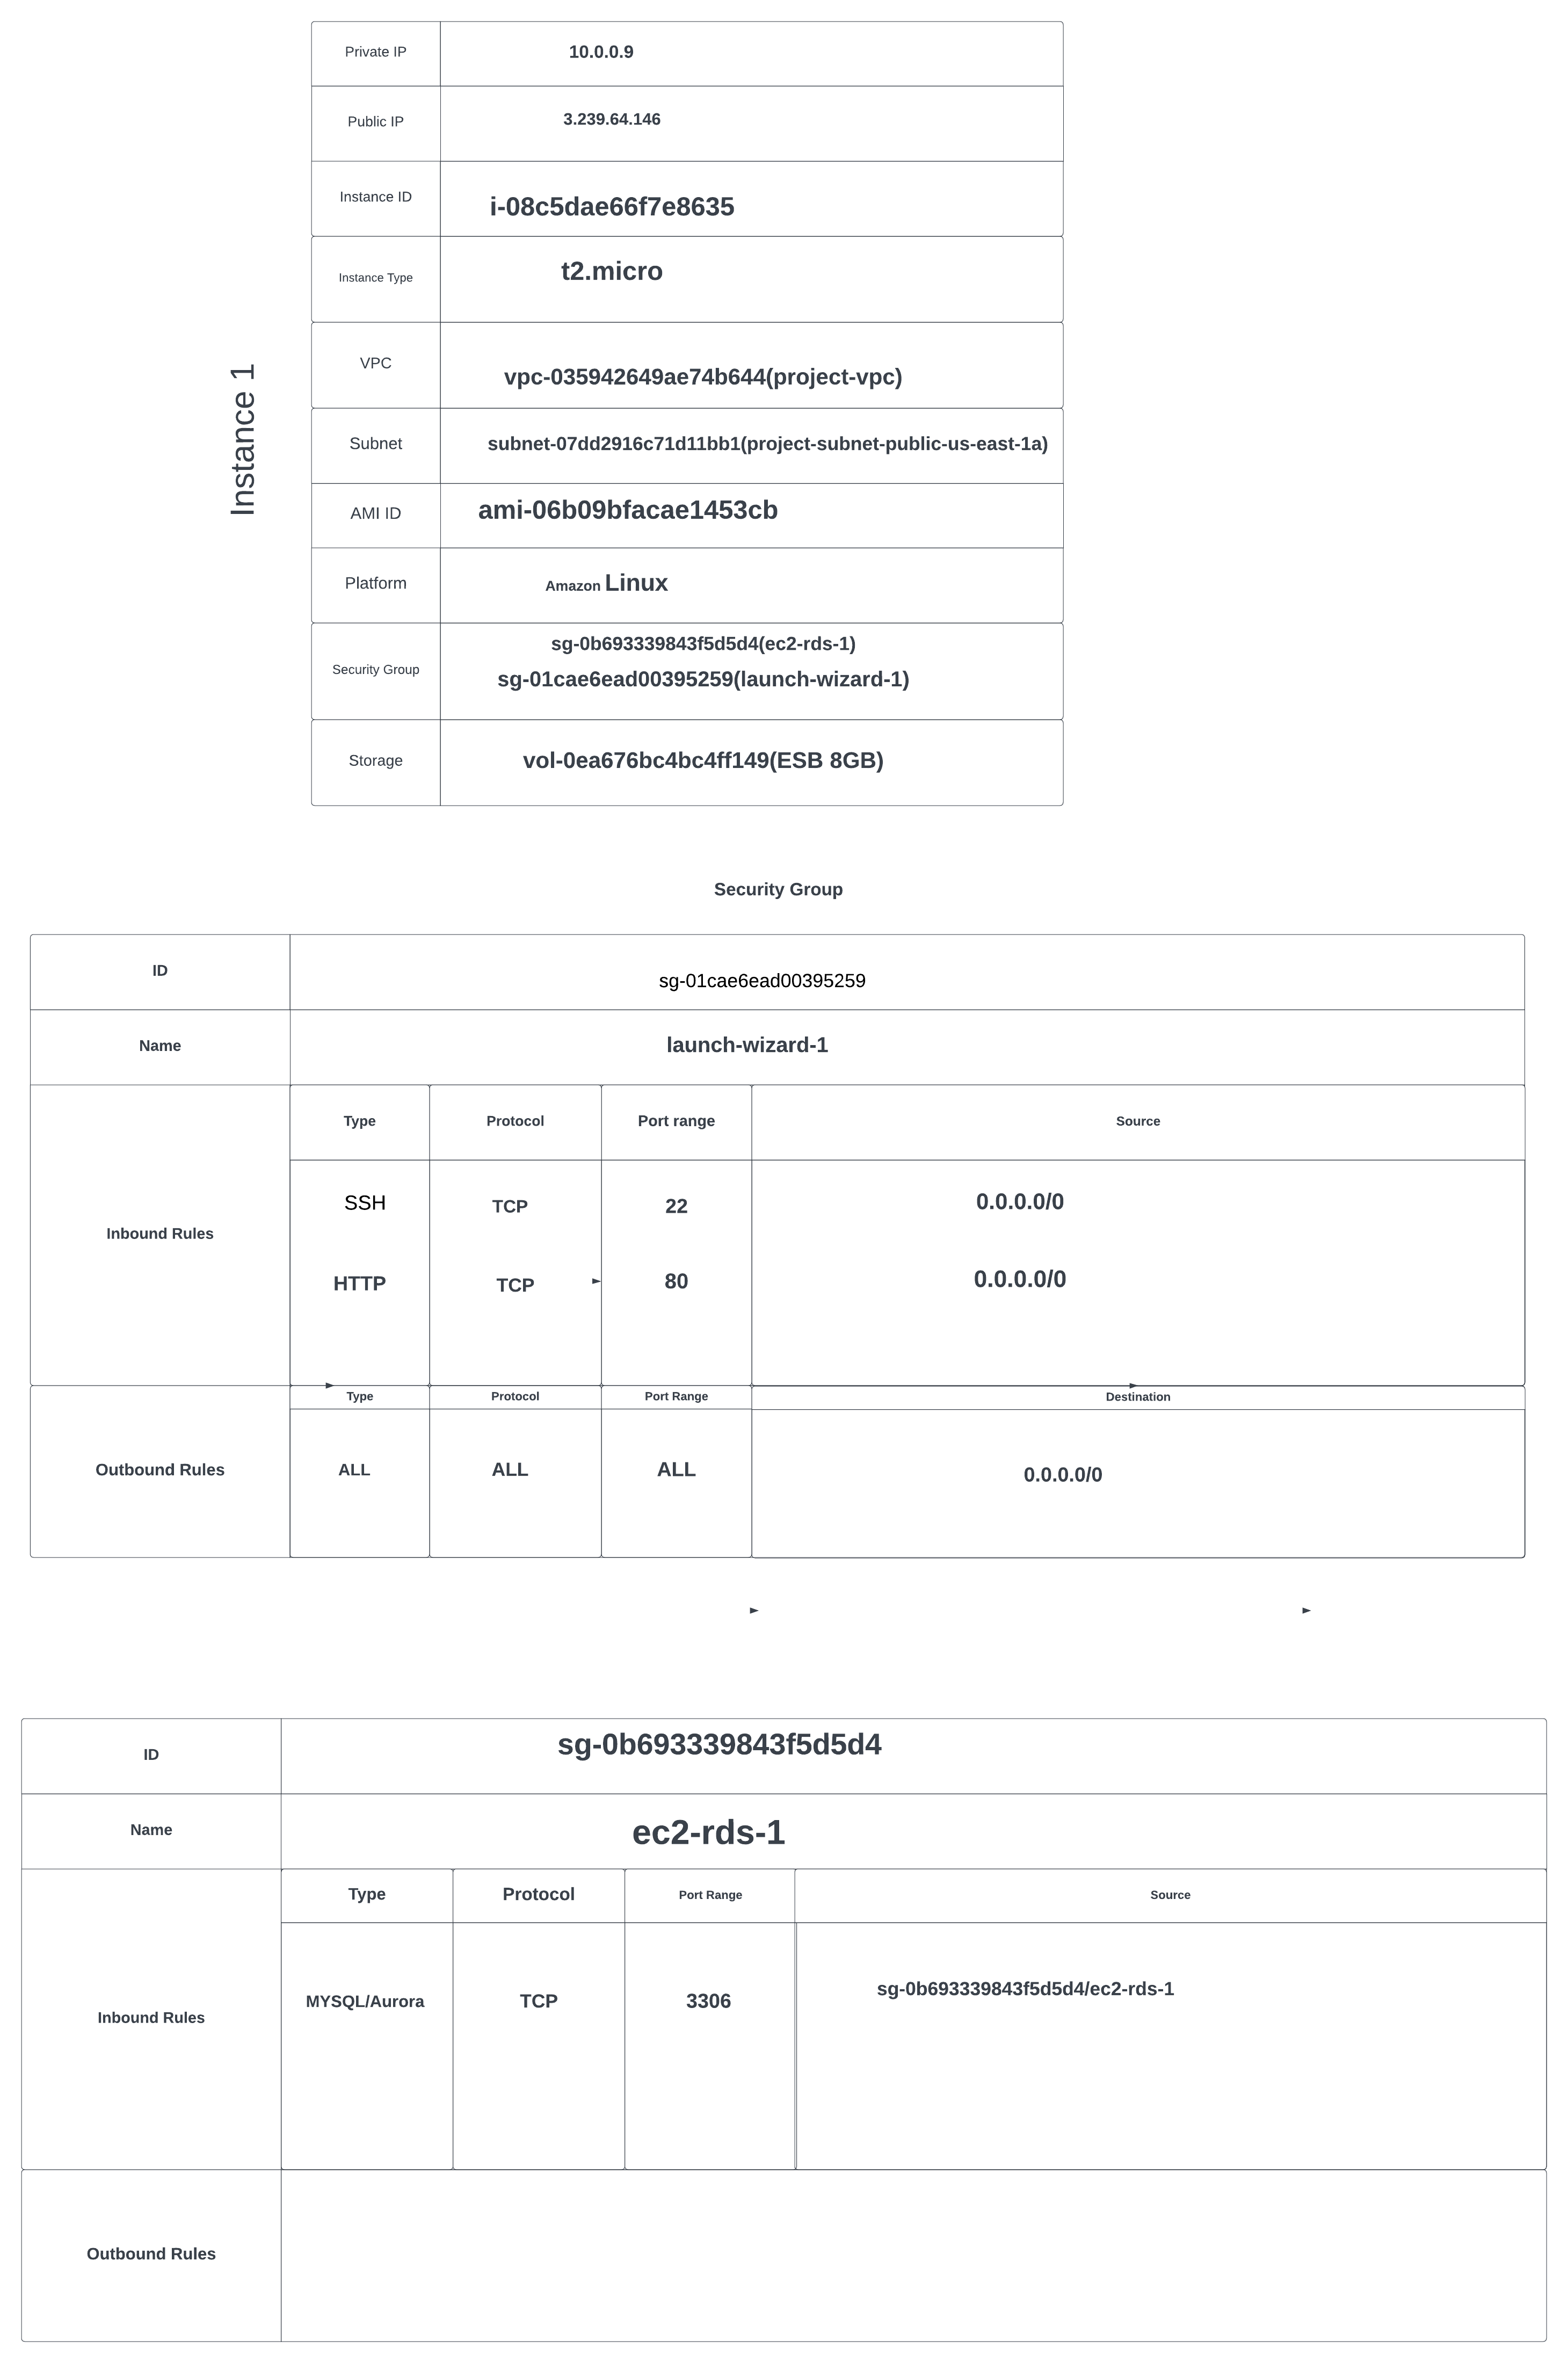 Instance 1
Private IP 10.0.0.9
Public IP 3.239.64.146
Instance ID i-08c5dae66f7e8635
Instance Type t2.micro
VPC vpc-035942649ae74b644(project-vpc)
Subnet subnet-07dd2916c71d11bb1(project-subnet-public-us-east-1a)
AMI ID ami-06b09bfacae1453cb
Platform Amazon Linux
Security Group sg-0b693339843f5d5d4(ec2-rds-1)
sg-01cae6ead00395259(launch-wizard-1)
Storage vol-0ea676bc4bc4ff149(ESB 8GB)
Security Group
ID sg-01cae6ead00395259
Name launch-wizard-1
Inbound Rules
Type Protocol Port range Source
SSH TCP 22 0.0.0.0/0
HTTP TCP 80 0.0.0.0/0
Outbound Rules
Type Protocol Port Range Destination
ALL ALL ALL 0.0.0.0/0
ID sg-0b693339843f5d5d4
Name ec2-rds-1
Inbound Rules
Type Protocol Port Range Source
MYSQL/Aurora TCP 3306 sg-0b693339843f5d5d4/ec2-rds-1
Outbound Rules